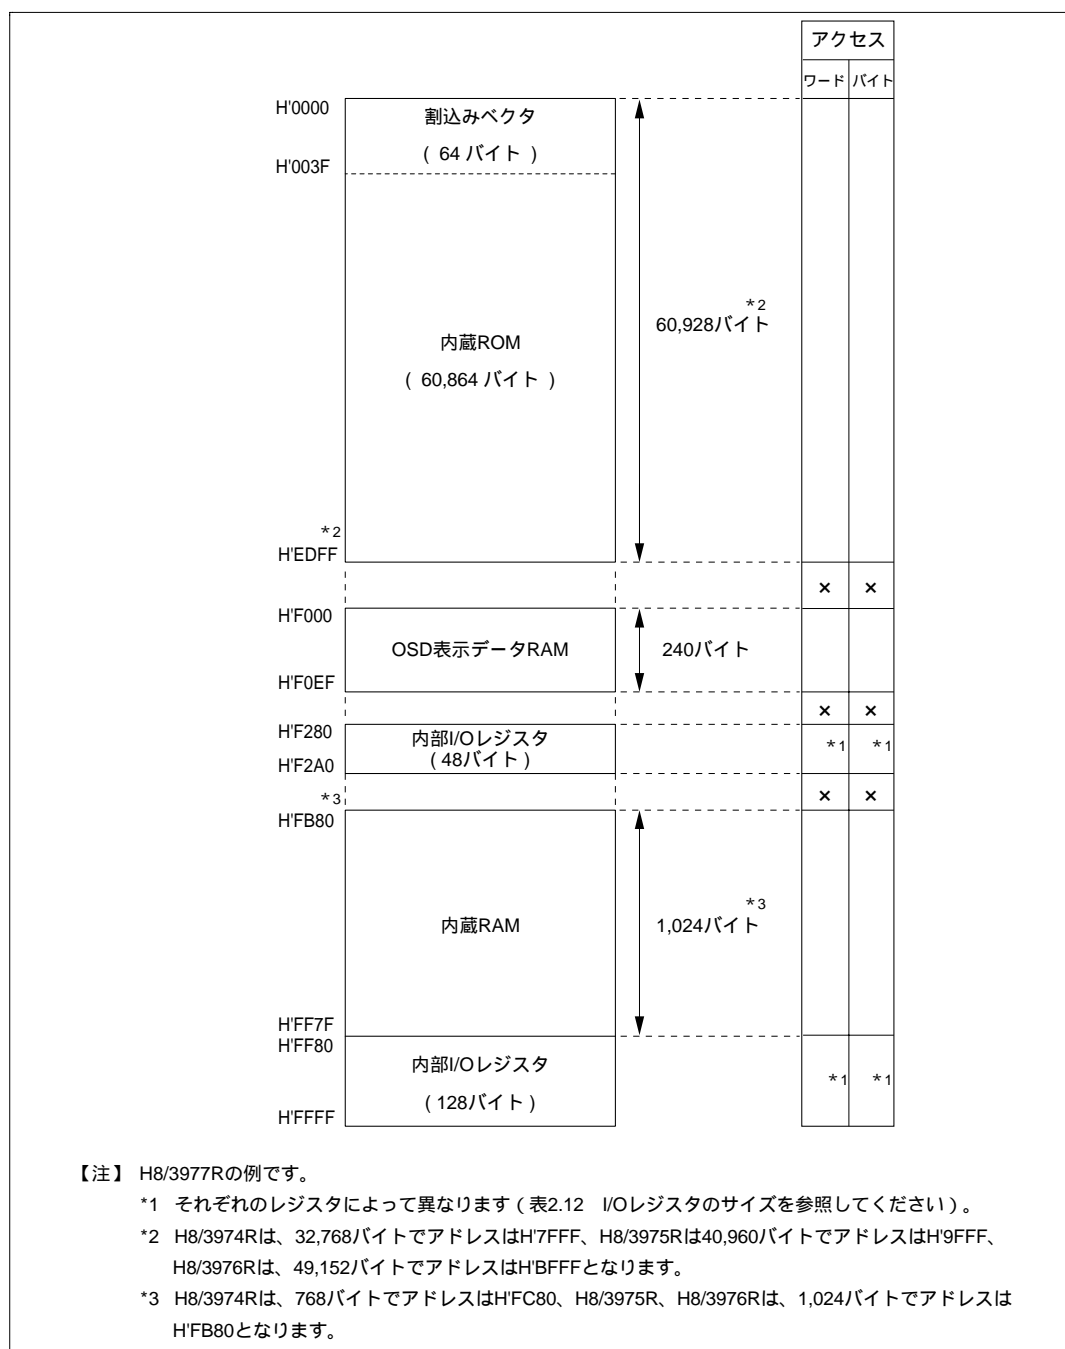 アクセス
ワード バイト
H'0000
割込みベクタ
( 64 バイト )
H'003F
*2
60,928バイト
内蔵ROM
( 60,864 バイト )
*2
H'EDFF
× ×
H'F000
OSD表示データRAM
240バイト
H'F0EF
× ×
H'F280
内部I/Oレジスタ
*1 *1
( 48バイト )
H'F2A0
*3
× ×
H'FB80
*3
内蔵RAM
1,024バイト
H'FF7F
H'FF80
内部I/Oレジスタ
*1 *1
( 128バイト )
H'FFFF
【注】 H8/3977Rの例です。
*1 それぞれのレジスタによって異なります ( 表2.12 I/Oレジスタのサイズを参照してください ) 。
*2 H8/3974Rは、32,768バイトでアドレスはH'7FFF、H8/3975Rは40,960バイトでアドレスはH'9FFF、
H8/3976Rは、49,152バイトでアドレスはH'BFFFとなります。
*3 H8/3974Rは、768バイトでアドレスはH'FC80、H8/3975R、H8/3976Rは、1,024バイトでアドレスは
H'FB80となります。